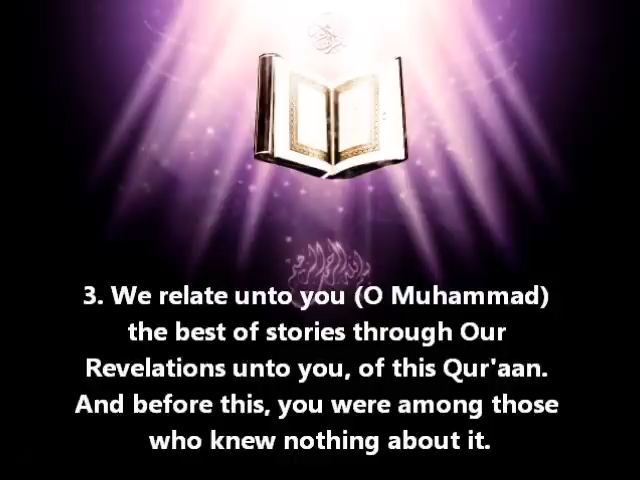 3. We relate unto you (O Muhammad)
the best of stories through Our
Revelations unto you, of this Qur'aan.
And before this, you were among those
who knew nothing about it.